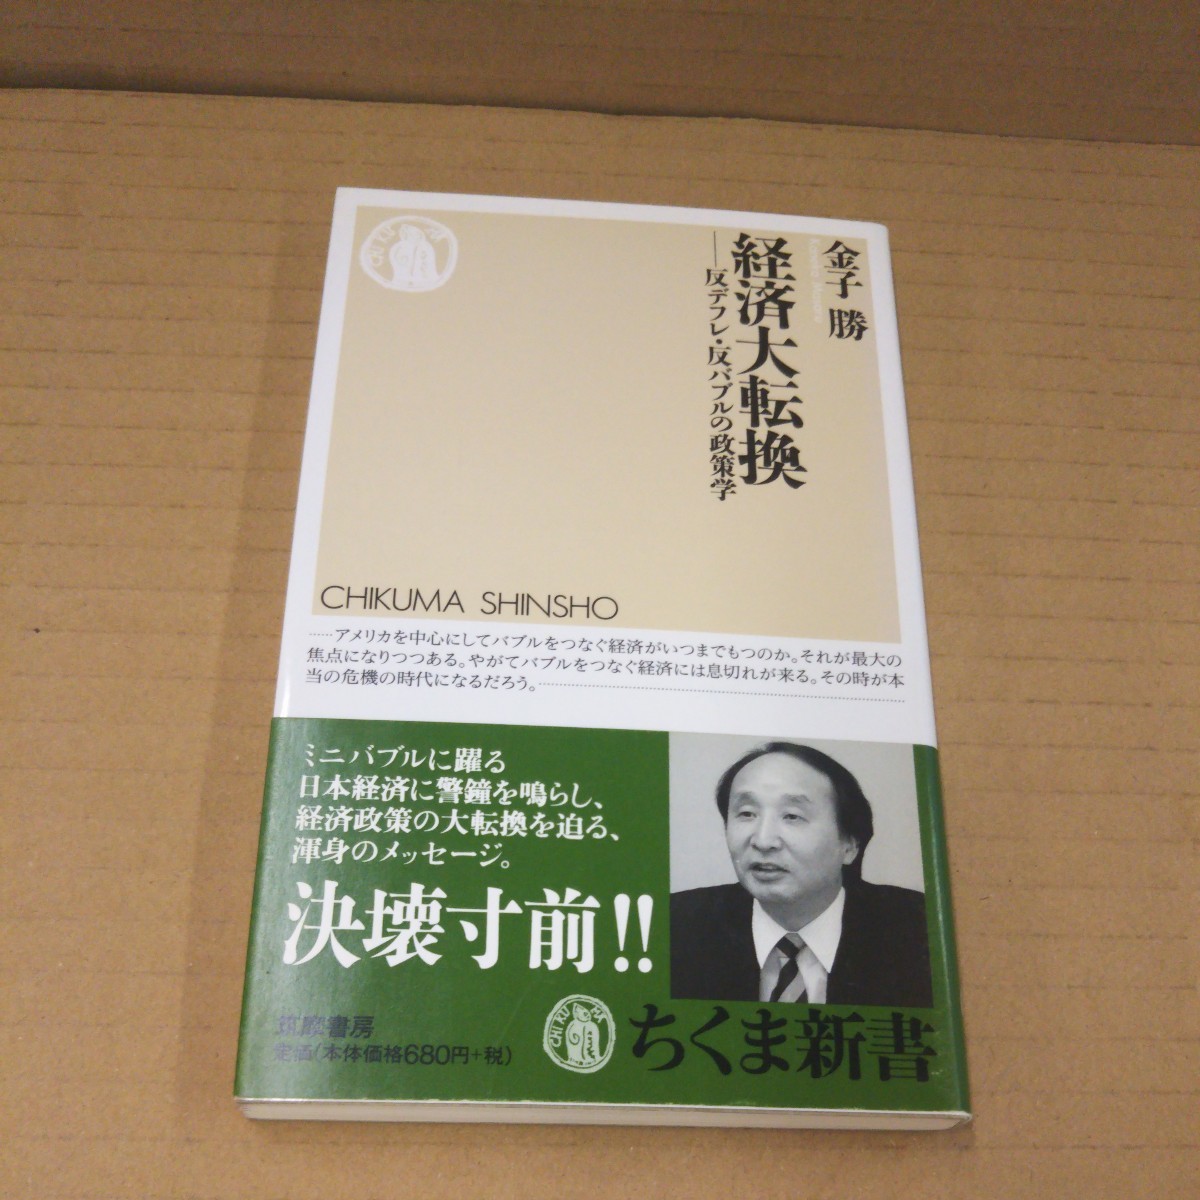 金子 勝
Kaneko Masaru
経済大転換
──反デフレ・反バブルの政策学
CHIKUMA
CHIKUMA SHINSHO
……アメリカを中心にしてバブルをつなぐ経済がいつまでもつのか。それが最大の
焦点になりつつある。やがてバブルをつなぐ経済には息切れが来る。その時が本
当の危機の時代になるだろう。……
ミニバブルに躍る
日本経済に警鐘を鳴らし、
経済政策の大転換を迫る、
渾身のメッセージ。
決壊寸前!!
筑摩書房
定価(本体価格680円+税)
CHIKUMA
ちくま新書